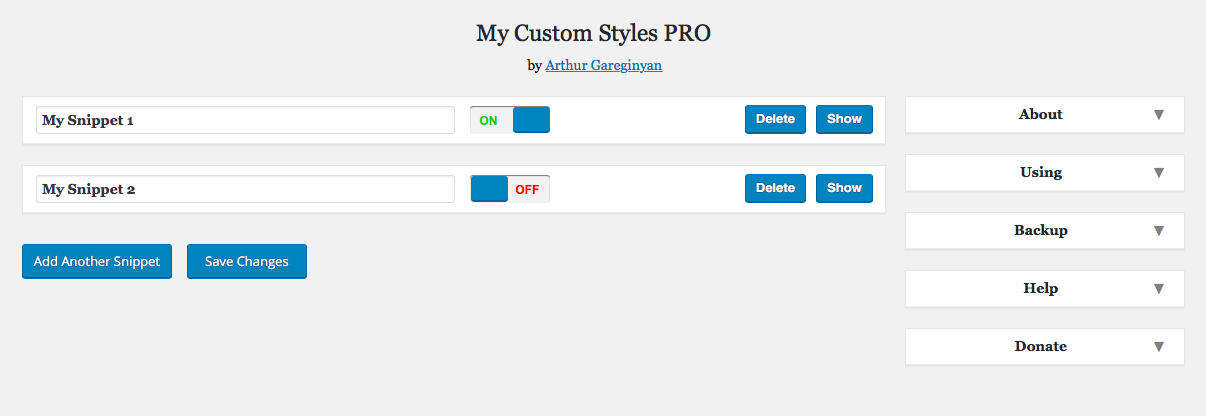 My Custom Styles PRO
by Arthur Gareginyan
My Snippet 1 ON Delete Show
My Snippet 2 OFF Delete Show
Add Another Snippet Save Changes
About ▼
Using ▼
Backup ▼
Help ▼
Donate ▼